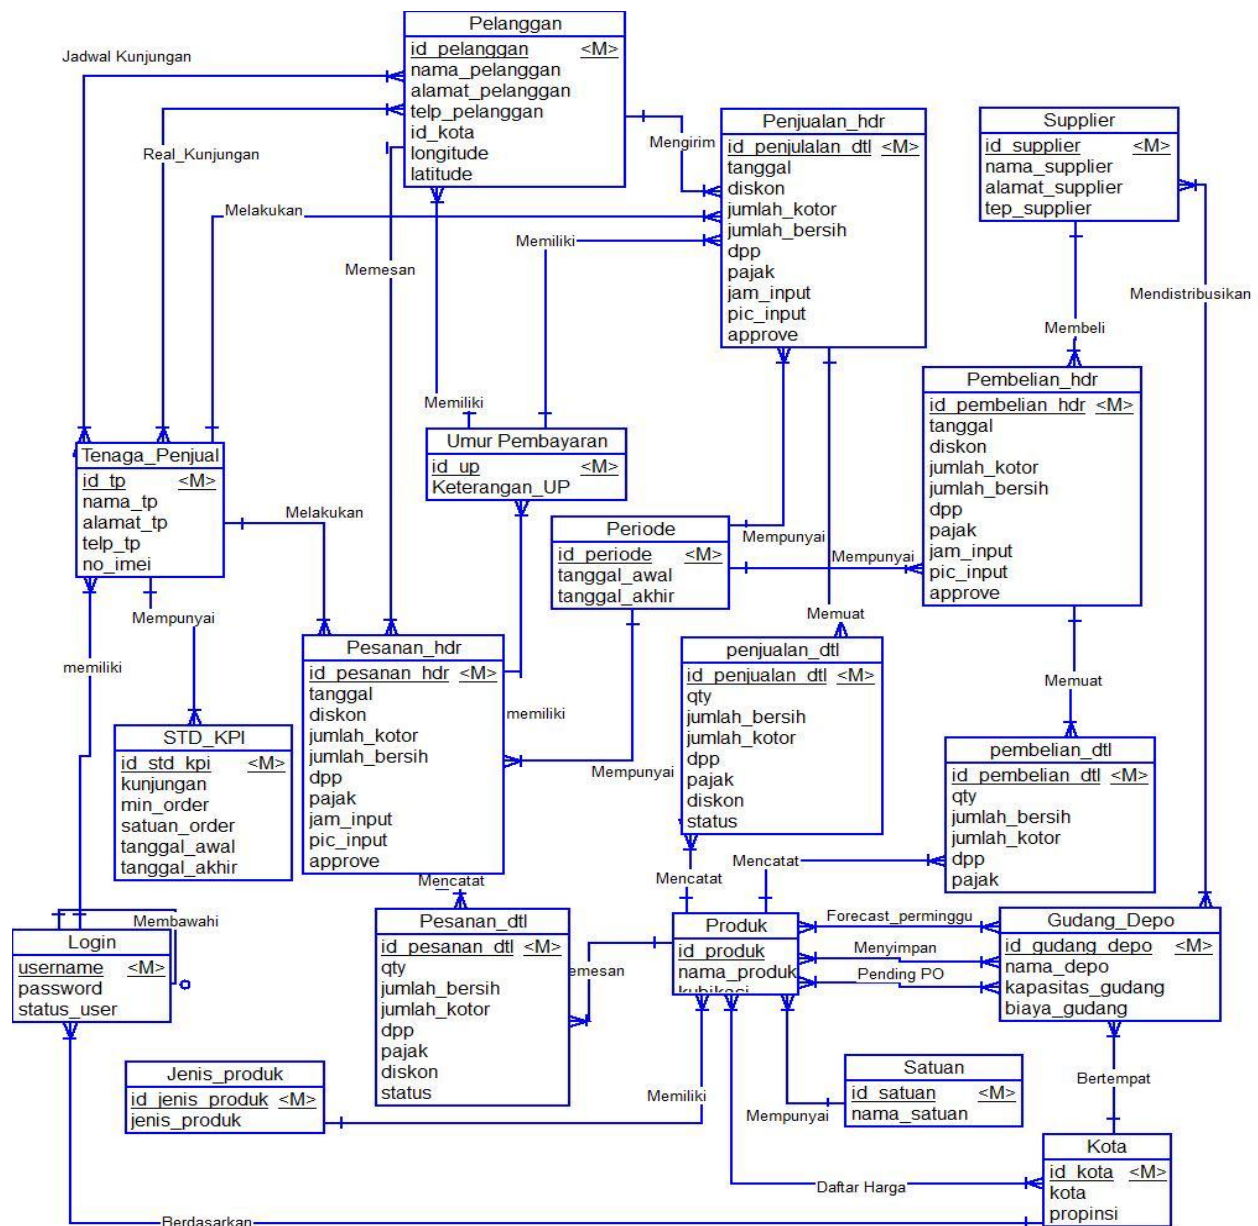 Pelanggan
id_pelanggan <M>
nama_pelanggan
alamat_pelanggan
telp_pelanggan
id_kota
longitude
latitude
Jadwal Kunjungan
Real_Kunjungan
Melakukan
Memesan
Mengirim
Memiliki
Penjualan_hdr
id_penjulalan_dtl <M>
tanggal
diskon
jumlah_kotor
jumlah_bersih
dpp
pajak
jam_input
pic_input
approve
Supplier
id_supplier <M>
nama_supplier
alamat_supplier
tep_supplier
Mendistribusikan
Membeli
Pembelian_hdr
id_pembelian_hdr <M>
tanggal
diskon
jumlah_kotor
jumlah_bersih
dpp
pajak
jam_input
pic_input
approve
Memiliki
Umur Pembayaran
id_up <M>
Keterangan_UP
Tenaga_Penjual
id_tp <M>
nama_tp
alamat_tp
telp_tp
no_imei
Melakukan
Periode
id_periode <M>
tanggal_awal
tanggal_akhir
Mempunyai
Mempunyai
Mempunyai
memiliki
Pesanan_hdr
id_pesanan_hdr <M>
tanggal
diskon
jumlah_kotor
jumlah_bersih
dpp
pajak
jam_input
pic_input
approve
memiliki
Mempunyai
Memuat
penjualan_dtl
id_penjualan_dtl <M>
qty
jumlah_bersih
jumlah_kotor
dpp
pajak
diskon
status
Memuat
pembelian_dtl
id_pembelian_dtl <M>
qty
jumlah_bersih
jumlah_kotor
dpp
pajak
STD_KPI
id_std_kpi <M>
kunjungan
min_order
satuan_order
tanggal_awal
tanggal_akhir
Mencatat
Mencatat
Mencatat
Membawahi
Login
username <M>
password
status_user
Pesanan_dtl
id_pesanan_dtl <M>
qty
jumlah_bersih
jumlah_kotor
dpp
pajak
diskon
status
emesan
Produk
id_produk
nama_produk
kubikasi
Forecast_perminggu
Menyimpan
Pending PO
Gudang_Depo
id_gudang_depo <M>
nama_depo
kapasitas_gudang
biaya_gudang
Jenis_produk
id_jenis_produk <M>
jenis_produk
Memiliki
Mempunyai
Satuan
id_satuan <M>
nama_satuan
Bertempat
Kota
id_kota <M>
kota
propinsi
Daftar Harga
Berdasarkan